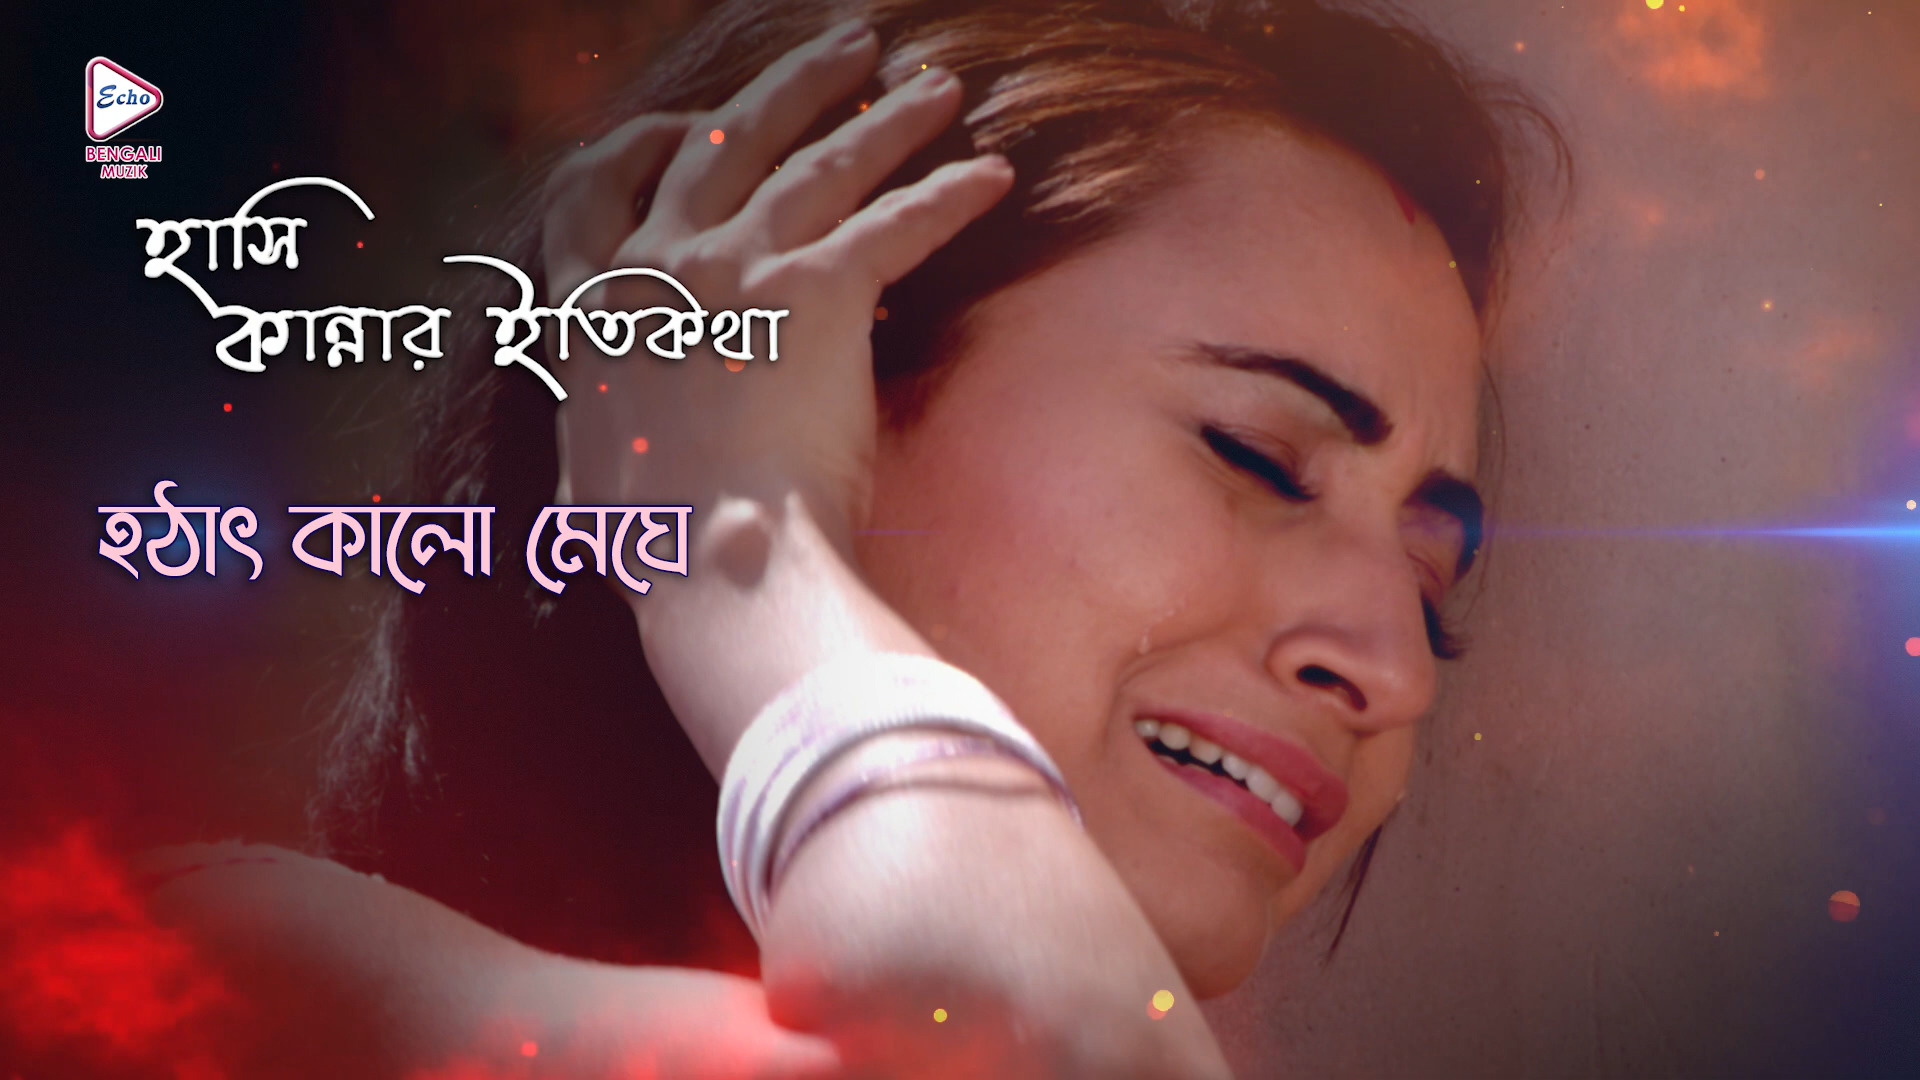 Echo
BENGALI
MUZIK
হাসি
কান্নার ইতিকথা
হঠাৎ কালো মেঘে